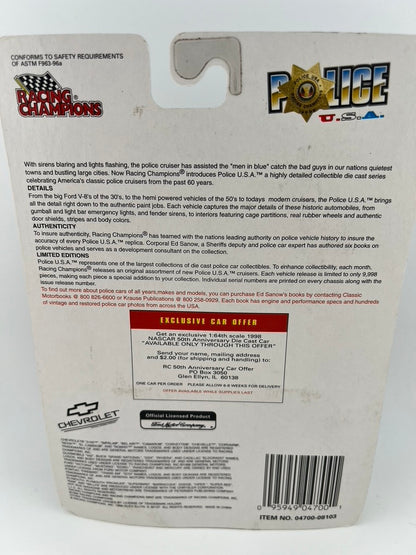 CONFORMS TO SAFETY REQUIREMENTS
OF ASTM F963-96a
RACING
CHAMPIONS
POLICE
U.S.A.
With sirens blaring and lights flashing, the police cruiser has assisted the "men in blue" catch the bad guys in our nations quietest
towns and bustling large cities. Now Racing Champions® introduces Police U.S.A.™ a highly detailed collectible die cast series
celebrating America's classic police cruisers from the past 60 years.
DETAILS
From the big Ford V-8's of the 30's, to the hemi powered vehicles of the 50's to todays modern cruisers, the Police U.S.A.™ brings
all the detail right down to the authentic paint jobs. Each vehicle captures the major details of these historic automobiles, from
gumball and light bar emergency lights, and fender sirens, to interiors featuring cage partitions, real rubber wheels and authentic
door shields, stripes and body colors.
AUTHENTICITY
To insure authenticity, Racing Champions® has teamed with the nations leading authority on police vehicle history to insure the
accuracy of every Police U.S.A.™ replica. Corporal Ed Sanow, a Sheriffs deputy and police car expert has authored six books on
police vehicles and serves as a development consultant on the collection.
LIMITED EDITIONS
Police U.S.A.™ represents one of the largest collections of die cast police car collectibles. To enhance collectibility, each month,
Racing Champions® releases an original assortment of new Police U.S.A.™ cruisers. Each vehicle release is limited to only 9,998
pieces, making each piece a special addition to your collection. Individual serial numbers are printed on every chassis along with the
issue release number.
To find out more about police cars of all years,makes and models, you can purchase Ed Sanow's books by contacting Classic
Motorbooks @ 800 826-6600 or Krause Publications @ 800 258-0929. Each book has engine and performance specs and hundreds
of vintage and restored police car photos from across the USA.
EXCLUSIVE CAR OFFER
Get an exclusive 1:64th scale 1998
NASCAR 50th Anniversary Die Cast Car
"AVAILABLE ONLY THROUGH THIS OFFER"
Send your name, mailing address
and $2.00 (for shipping and handling) to:
RC 50th Anniversary Car Offer
PO Box 3050
Glen Ellyn, IL 60138
ONE CAR PER ORDER PLEASE ALLOW 6-8 WEEKS FOR DELIVERY
OFFER AVAILABLE WHILE SUPPLIES LAST
CHEVROLET
Official Licensed Product
Ford Motor Company
0 95949 04700 1
ITEM NO. 04700-08103